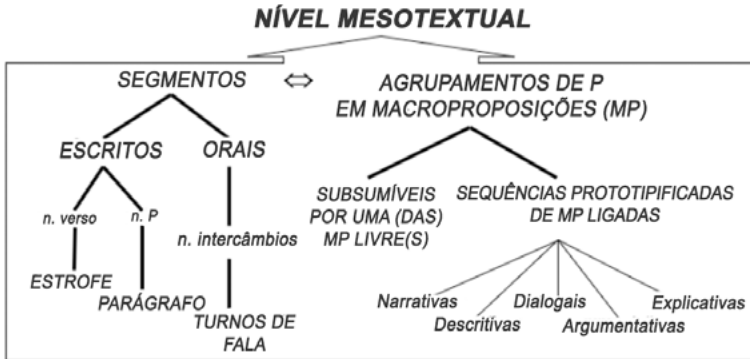 NÍVEL MESOTEXTUAL
SEGMENTOS
⇔
AGRUPAMENTOS DE P
EM MACROPROPOSIÇÕES (MP)
ESCRITOS
ORAIS
SUBSUMÍVEIS
POR UMA (DAS)
MP LIVRE(S)
SEQUÊNCIAS PROTOTIPIFICADAS
DE MP LIGADAS
n. verso
n. P
n. intercâmbios
ESTROFE
PARÁGRAFO
TURNOS DE
FALA
Narrativas
Descritivas
Dialogais
Argumentativas
Explicativas